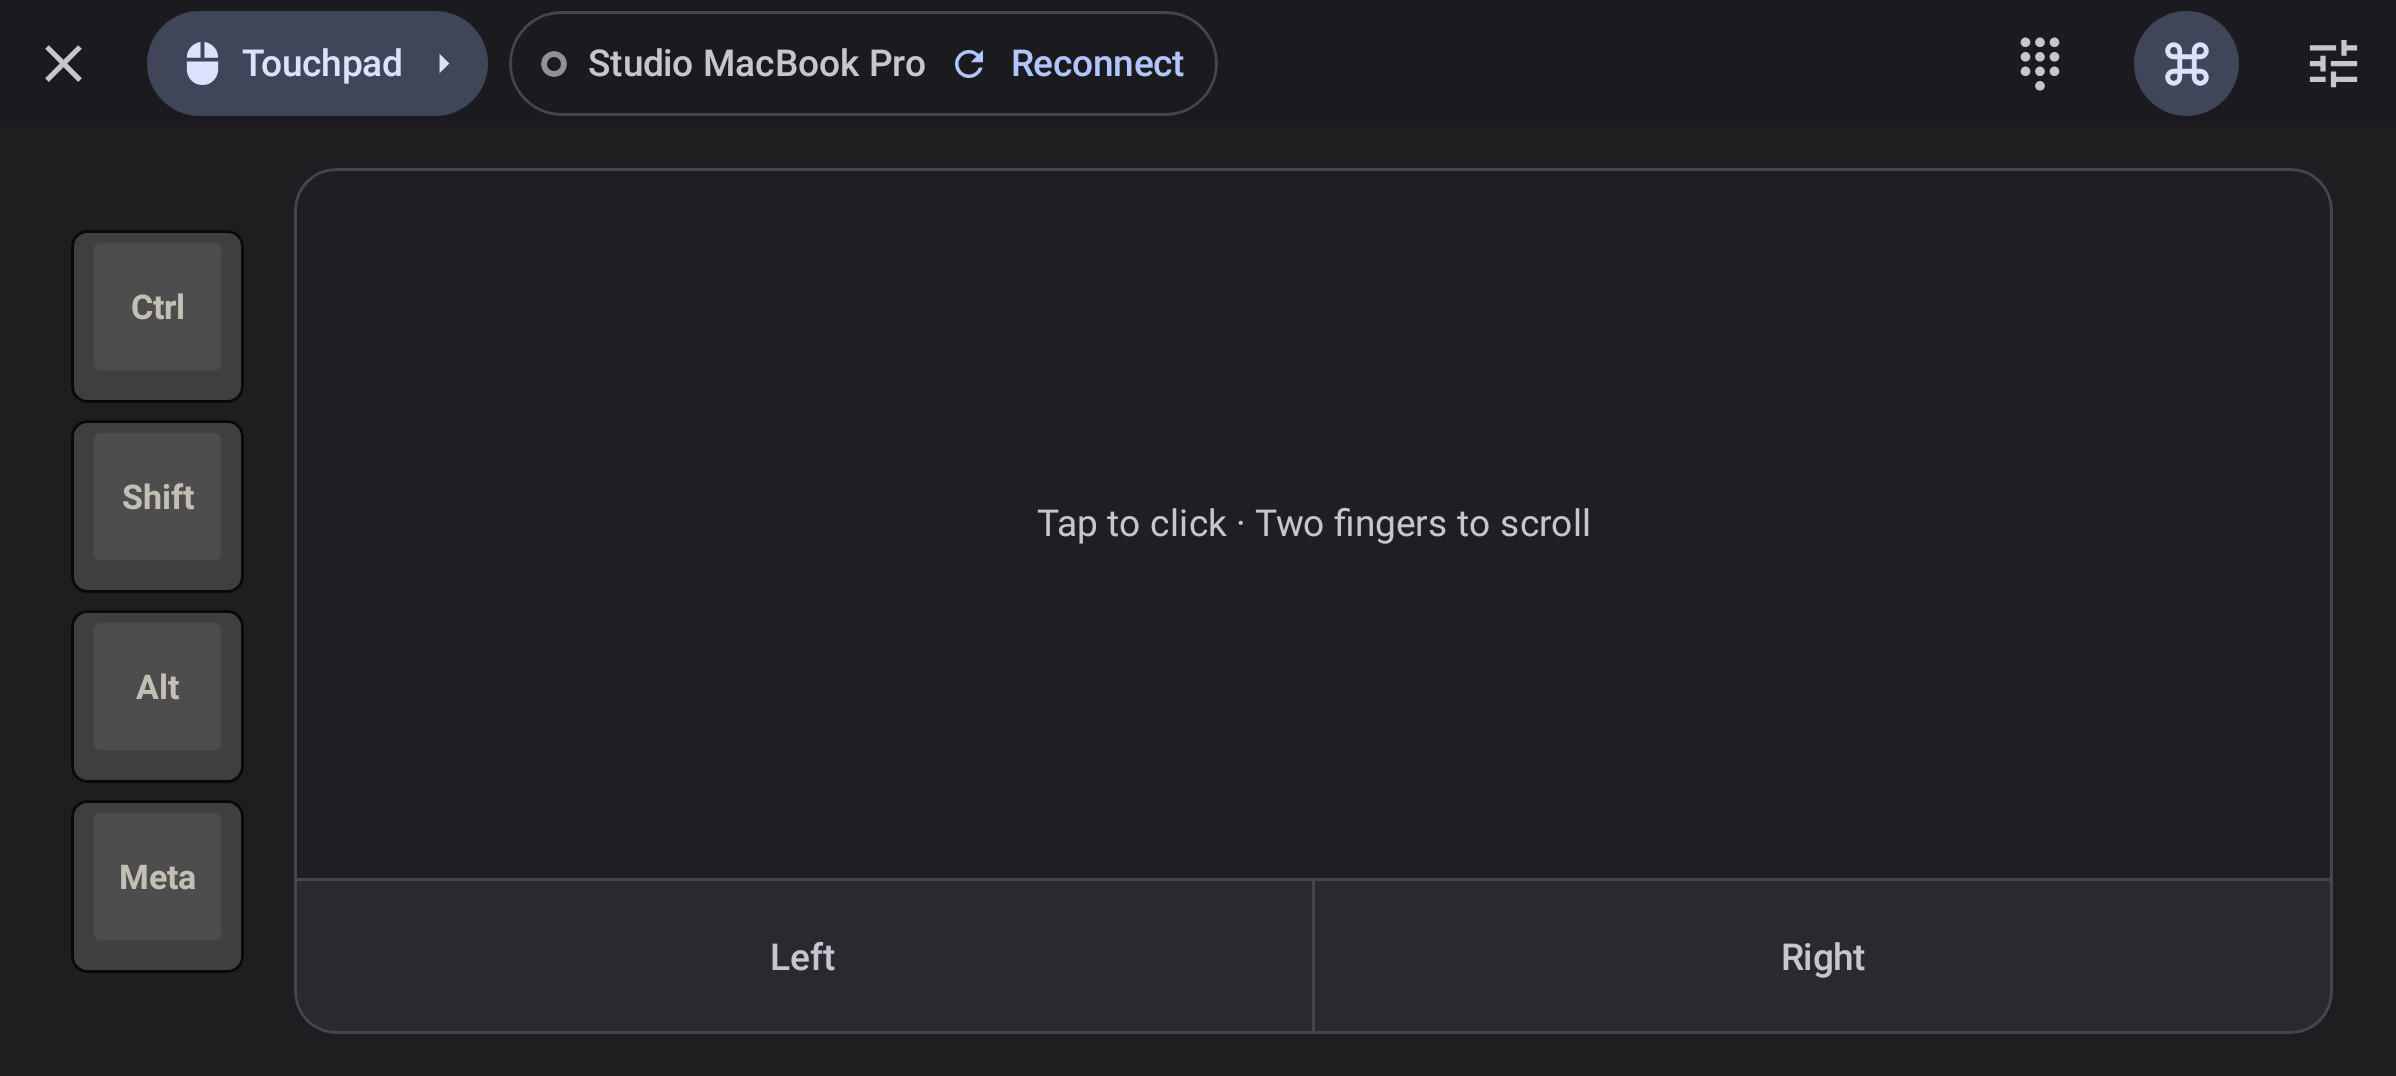 Touchpad
Studio MacBook Pro Reconnect
Ctrl
Shift
Alt
Meta
Tap to click · Two fingers to scroll
Left
Right